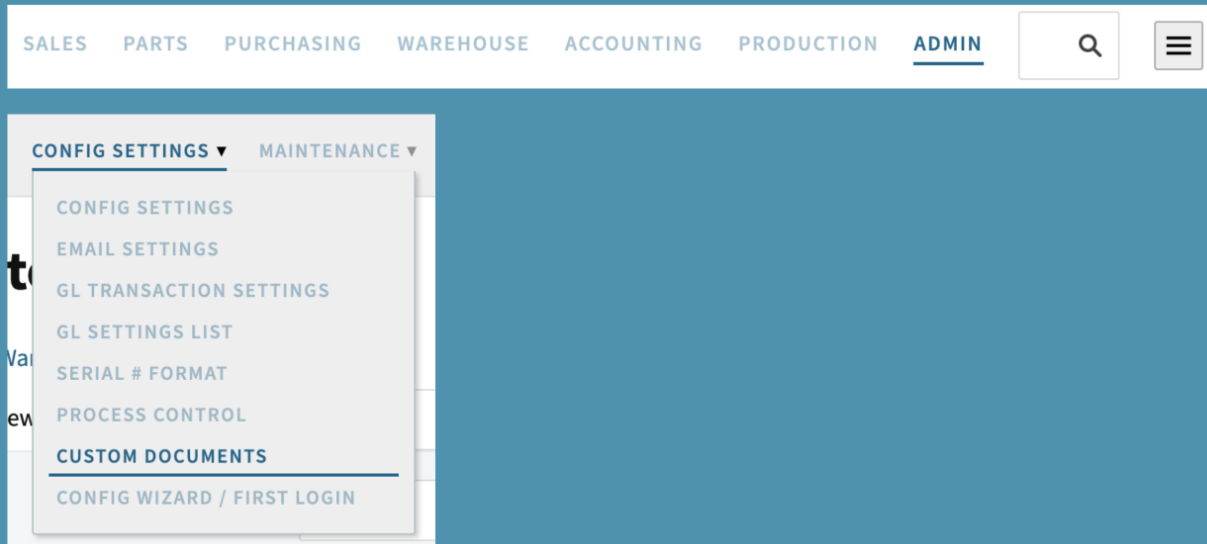 SALES PARTS PURCHASING WAREHOUSE ACCOUNTING PRODUCTION ADMIN
CONFIG SETTINGS ▼ MAINTENANCE ▼
CONFIG SETTINGS
EMAIL SETTINGS
GL TRANSACTION SETTINGS
GL SETTINGS LIST
SERIAL # FORMAT
PROCESS CONTROL
CUSTOM DOCUMENTS
CONFIG WIZARD / FIRST LOGIN